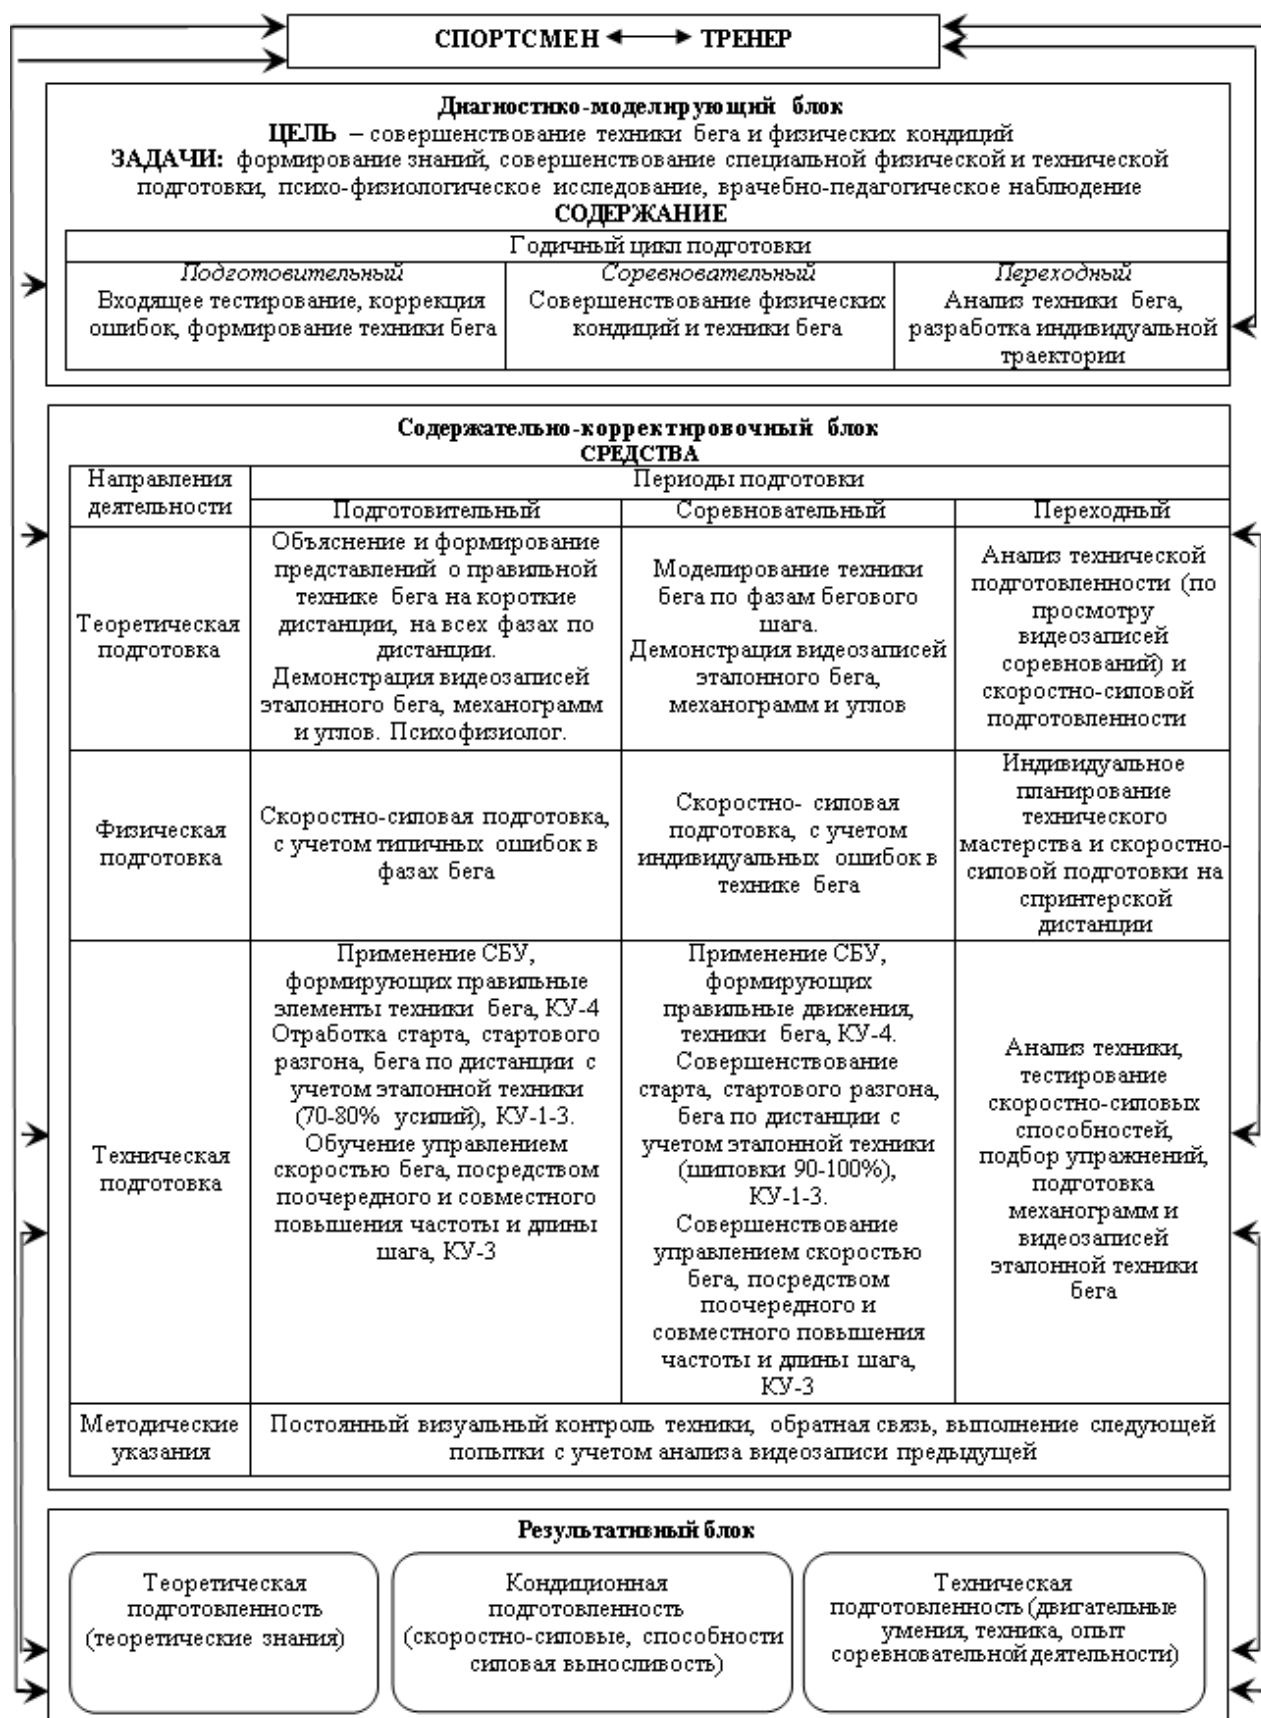 СПОРТСМЕН ТРЕНЕР
Диагностико-моделирующий блок
ЦЕЛЬ – совершенствование техники бега и физических кондиций
ЗАДАЧИ: формирование знаний, совершенствование специальной физической и технической
подготовки, психо-физиологическое исследование, врачебно-педагогическое наблюдение
СОДЕРЖАНИЕ
Годичный цикл подготовки
Подготовительный
Входящее тестирование, коррекция
ошибок, формирование техники бега
Соревновательный
Совершенствование физических
кондиций и техники бега
Переходный
Анализ техники бега,
разработка индивидуальной
траектории
Содержательно-корректировочный блок
СРЕДСТВА
Направления
деятельности
Периоды подготовки
Подготовительный
Соревновательный
Переходный
Теоретическая
подготовка
Объяснение и формирование
представлений о правильной
технике бега на короткие
дистанции, на всех фазах по
дистанции.
Демонстрация видеозаписей
эталонного бега, механограмм
и углов. Психофизиолог.
Моделирование техники
бега по фазам бегового
шага.
Демонстрация видеозаписей
эталонного бега,
механограмм и углов
Анализ технической
подготовленности (по
просмотру
видеозаписей
соревнований) и
скоростно-силовой
подготовленности
Физическая
подготовка
Скоростно-силовая подготовка,
с учетом типичных ошибок в
фазах бега
Скоростно- силовая
подготовка, с учетом
индивидуальных ошибок в
технике бега
Индивидуальное
планирование
технического
мастерства и скоростно-
силовой подготовки на
спринтерской
дистанции
Техническая
подготовка
Применение СБУ,
формирующих правильные
элементы техники бега, КУ-4
Отработка старта, стартового
разгона, бега по дистанции с
учетом эталонной техники
(70-80% усилий), КУ-1-3.
Обучение управлением
скоростью бега, посредством
поочередного и совместного
повышения частоты и длины
шага, КУ-3
Применение СБУ,
формирующих
правильные движения,
техники бега, КУ-4.
Совершенствование
старта, стартового разгона,
бега по дистанции с
учетом эталонной техники
(шиповки 90-100%),
КУ-1-3.
Совершенствование
управлением скоростью
бега, посредством
поочередного и
совместного повышения
частоты и длины шага,
КУ-3
Анализ техники,
тестирование
скоростно-силовых
способностей,
подбор упражнений,
подготовка
механограмм и
видеозаписей
эталонной техники
бега
Методические
указания
Постоянный визуальный контроль техники, обратная связь, выполнение следующей
попытки с учетом анализа видеозаписи предыдущей
Результативный блок
Теоретическая
подготовленность
(теоретические знания)
Кондиционная
подготовленность
(скоростно-силовые, способности
силовая выносливость)
Техническая
подготовленность (двигательные
умения, техника, опыт
соревновательной деятельности)